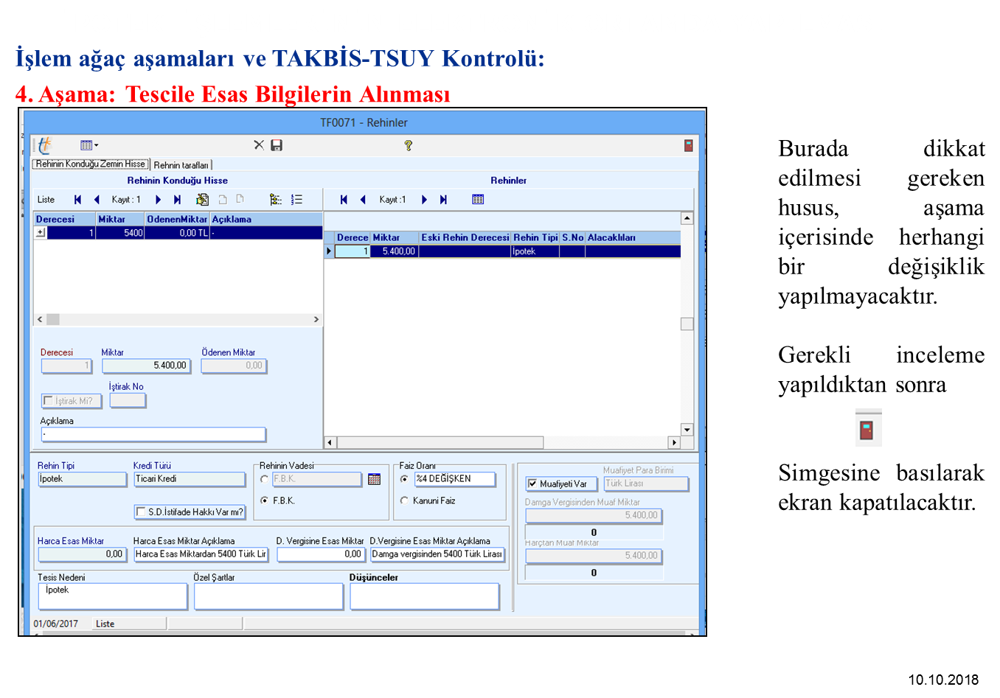 İşlem ağaç aşamaları ve TAKBİS-TSUY Kontrolü:
4. Aşama: Tescile Esas Bilgilerin Alınması
TF0071 - Rehinler
Rehinin Konduğu Zemin Hisse
Rehnin tarafları
Rehinin Konduğu Hisse
Rehinler
Liste
Kayıt : 1
Kayıt :1
Derecesi Miktar OdenenMiktar Açıklama
1 5400 0,00 TL -
Derece Miktar Eski Rehin Derecesi Rehin Tipi S.No Alacaklıları
1 5.400,00 İpotek
Derecesi Miktar Ödenen Miktar
1 5.400,00 0,00
İştirak No
İştirak Mi?
Açıklama
-
Rehin Tipi Kredi Türü Rehinin Vadesi Faiz Oranı
İpotek Ticari Kredi F.B.K. %4 DEĞİŞKEN
F.B.K. Kanuni Faiz
S.D.İstifade Hakkı Var mı?
Muafiyet Para Birimi
Muafiyeti Var Türk Lirası
Damga Vergisinden Muaf Miktar
5.400,00
0
Harçtan Muaf Miktar
5.400,00
0
Harca Esas Miktar Harca Esas Miktar Açıklama D. Vergisine Esas Miktar D.Vergisine Esas Miktar Açıklama
0,00 Harca Esas Miktardan 5400 Türk Lir 0,00 Damga vergisinden 5400 Türk Lirası
Tesis Nedeni Özel Şartlar Düşünceler
İpotek
01/06/2017 Liste
Burada dikkat
edilmesi gereken
husus, aşama
içerisinde herhangi
bir değişiklik
yapılmayacaktır.
Gerekli inceleme
yapıldıktan sonra
Simgesine basılarak
ekran kapatılacaktır.
10.10.2018